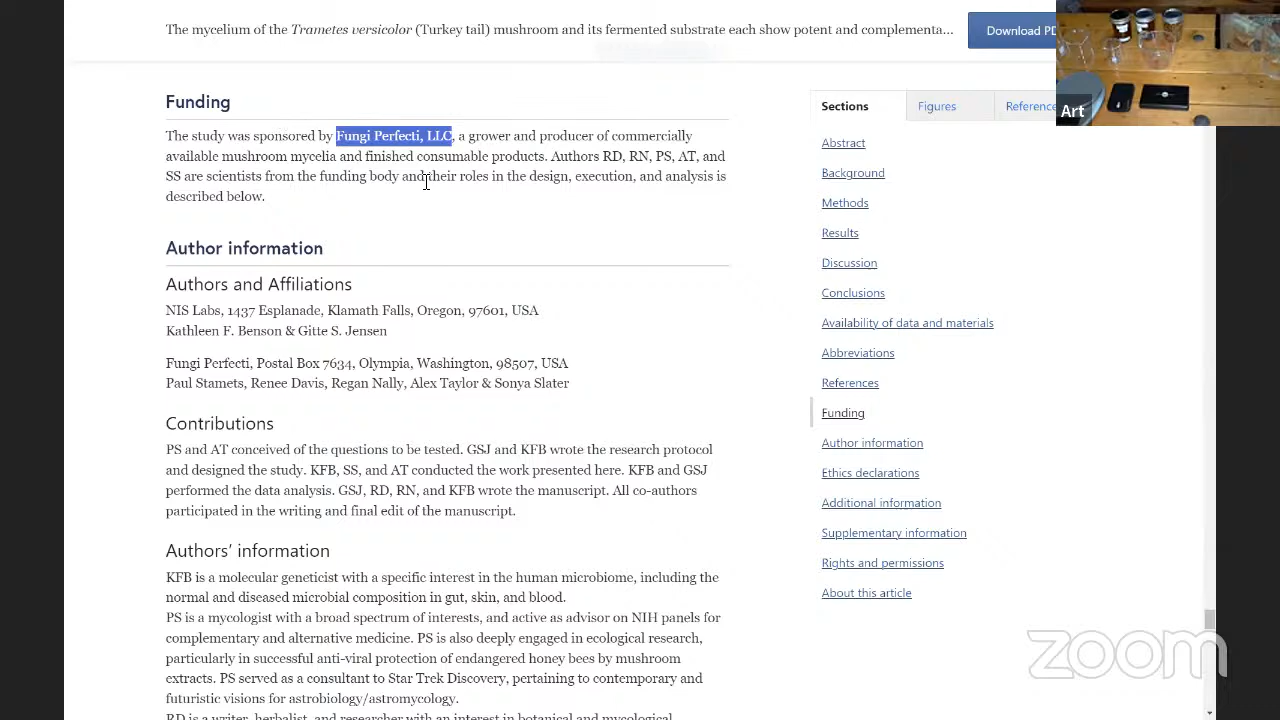 The mycelium of the Trametes versicolor (Turkey tail) mushroom and its fermented substrate each show potent and complementa...
Download PD
Art
Funding
The study was sponsored by Fungi Perfecti, LLC, a grower and producer of commercially
available mushroom mycelia and finished consumable products. Authors RD, RN, PS, AT, and
SS are scientists from the funding body and their roles in the design, execution, and analysis is
described below.
Author information
Authors and Affiliations
NIS Labs, 1437 Esplanade, Klamath Falls, Oregon, 97601, USA
Kathleen F. Benson & Gitte S. Jensen
Fungi Perfecti, Postal Box 7634, Olympia, Washington, 98507, USA
Paul Stamets, Renee Davis, Regan Nally, Alex Taylor & Sonya Slater
Contributions
PS and AT conceived of the questions to be tested. GSJ and KFB wrote the research protocol
and designed the study. KFB, SS, and AT conducted the work presented here. KFB and GSJ
performed the data analysis. GSJ, RD, RN, and KFB wrote the manuscript. All co-authors
participated in the writing and final edit of the manuscript.
Authors' information
KFB is a molecular geneticist with a specific interest in the human microbiome, including the
normal and diseased microbial composition in gut, skin, and blood.
PS is a mycologist with a broad spectrum of interests, and active as advisor on NIH panels for
complementary and alternative medicine. PS is also deeply engaged in ecological research,
particularly in successful anti-viral protection of endangered honey bees by mushroom
extracts. PS served as a consultant to Star Trek Discovery, pertaining to contemporary and
futuristic visions for astrobiology/astromycology.
RD is a writer, herbalist, and researcher with an interest in botanical and mycological
Sections
Figures
Reference
Abstract
Background
Methods
Results
Discussion
Conclusions
Availability of data and materials
Abbreviations
References
Funding
Author information
Ethics declarations
Additional information
Supplementary information
Rights and permissions
About this article
zoom